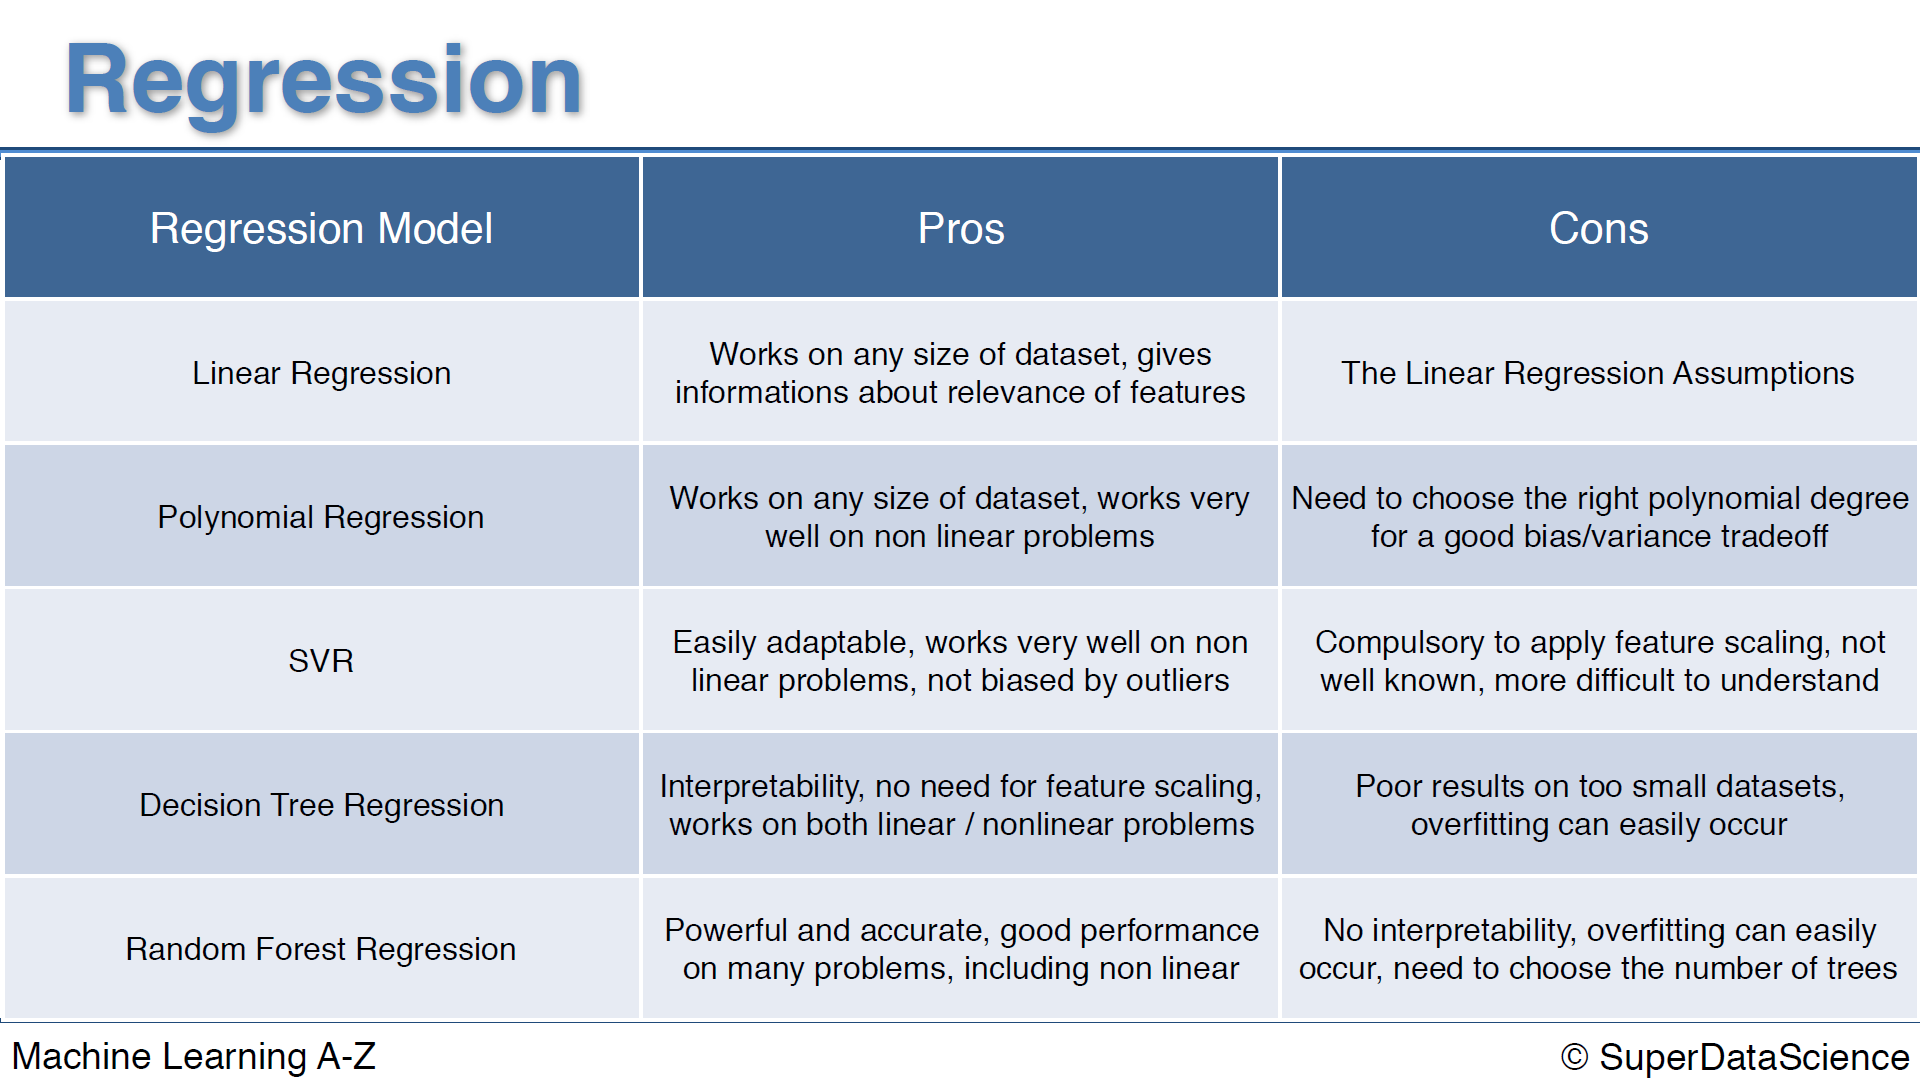 Regression
Regression Model
Pros
Cons
Linear Regression
Works on any size of dataset, gives
informations about relevance of features
The Linear Regression Assumptions
Polynomial Regression
Works on any size of dataset, works very
well on non linear problems
Need to choose the right polynomial degree
for a good bias/variance tradeoff
SVR
Easily adaptable, works very well on non
linear problems, not biased by outliers
Compulsory to apply feature scaling, not
well known, more difficult to understand
Decision Tree Regression
Interpretability, no need for feature scaling,
works on both linear / nonlinear problems
Poor results on too small datasets,
overfitting can easily occur
Random Forest Regression
Powerful and accurate, good performance
on many problems, including non linear
No interpretability, overfitting can easily
occur, need to choose the number of trees
Machine Learning A-Z
© SuperDataScience